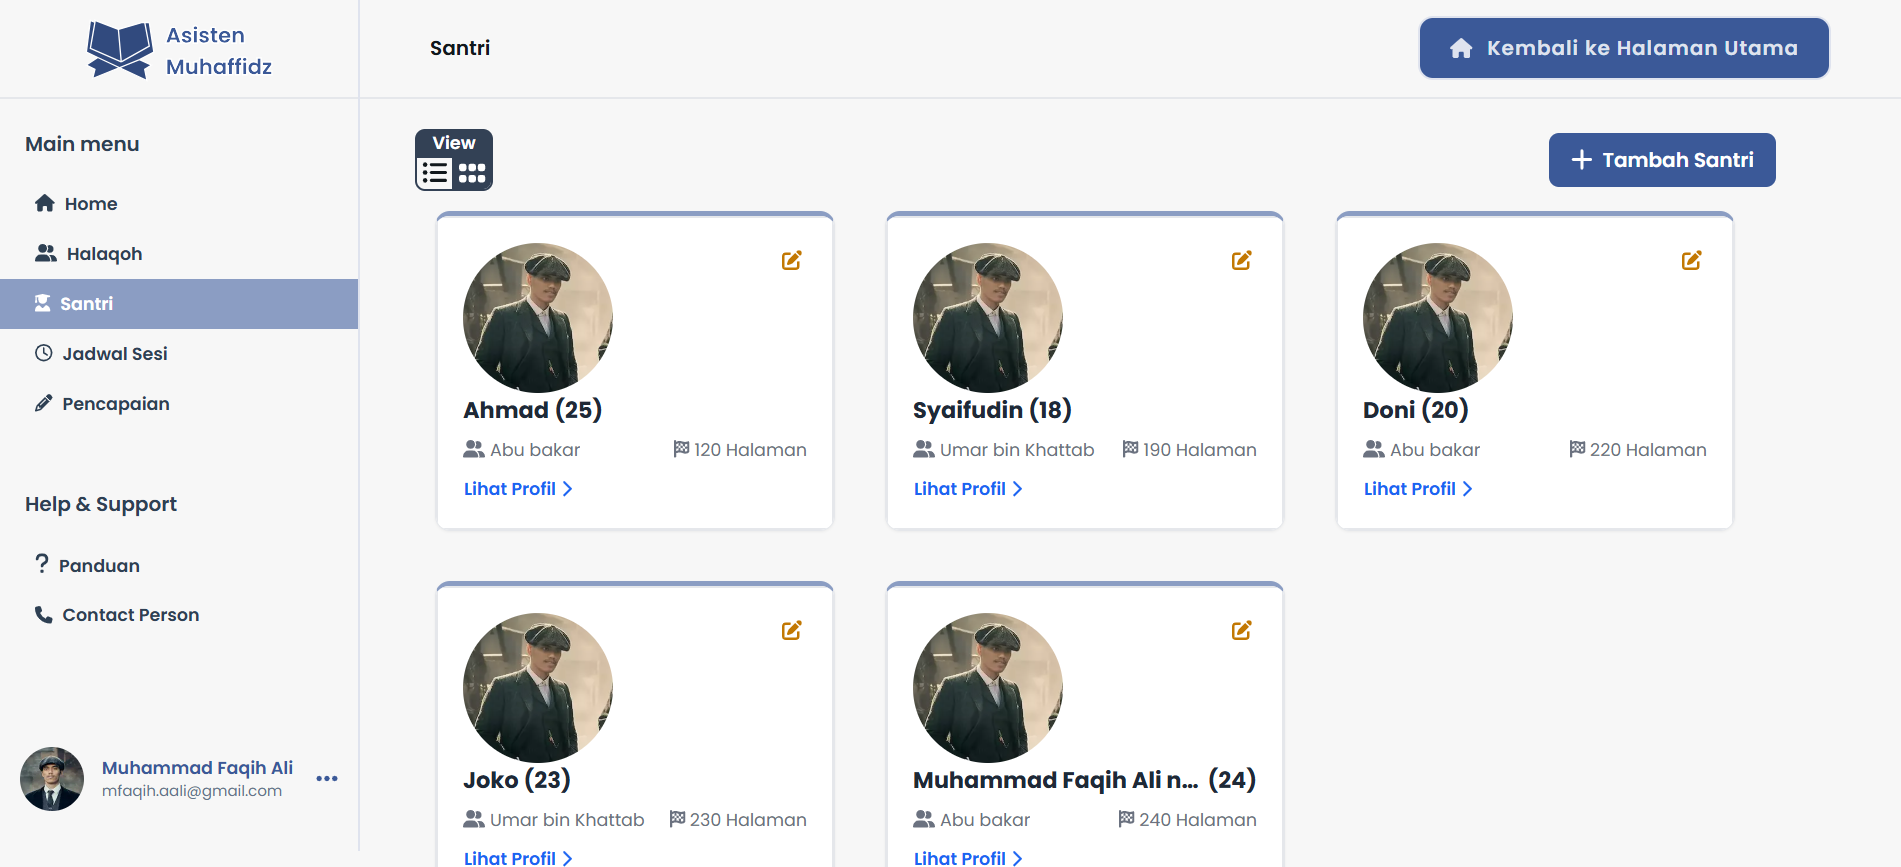 Asisten
Muhaffidz
Santri
Kembali ke Halaman Utama
Main menu
Home
Halaqoh
Santri
Jadwal Sesi
Pencapaian
Help & Support
? Panduan
Contact Person
Muhammad Faqih Ali
mfaqih.aali@gmail.com
View
Tambah Santri
Ahmad (25)
Abu bakar 120 Halaman
Lihat Profil
Syaifudin (18)
Umar bin Khattab 190 Halaman
Lihat Profil
Doni (20)
Abu bakar 220 Halaman
Lihat Profil
Joko (23)
Umar bin Khattab 230 Halaman
Lihat Profil
Muhammad Faqih Ali n... (24)
Abu bakar 240 Halaman
Lihat Profil